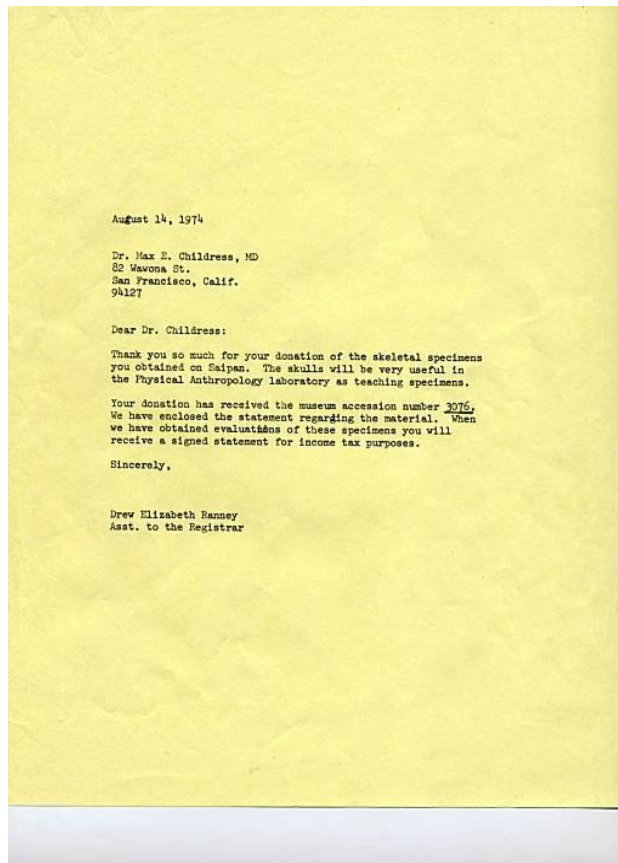 August 14, 1974
Dr. Max E. Childress, MD
82 Wawona St.
San Francisco, Calif.
94127
Dear Dr. Childress:
Thank you so much for your donation of the skeletal specimens
you obtained on Saipan. The skulls will be very useful in
the Physical Anthropology laboratory as teaching specimens.
Your donation has received the museum accession number 3076.
We have enclosed the statement regarding the material. When
we have obtained evaluations of these specimens you will
receive a signed statement for income tax purposes.
Sincerely,
Drew Elizabeth Ranney
Asst. to the Registrar